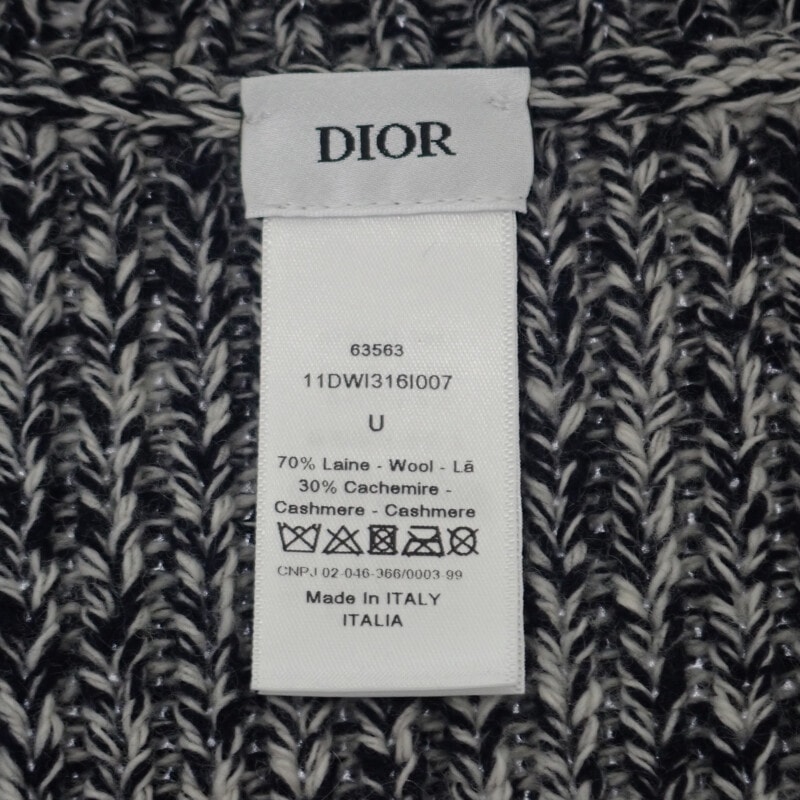 DIOR
63563
11DWI316I007
U
70% Laine - Wool - Lã
30% Cachemire -
Cashmere - Cashmere
CNPJ 02-046-366/0003-99
Made In ITALY
ITALIA